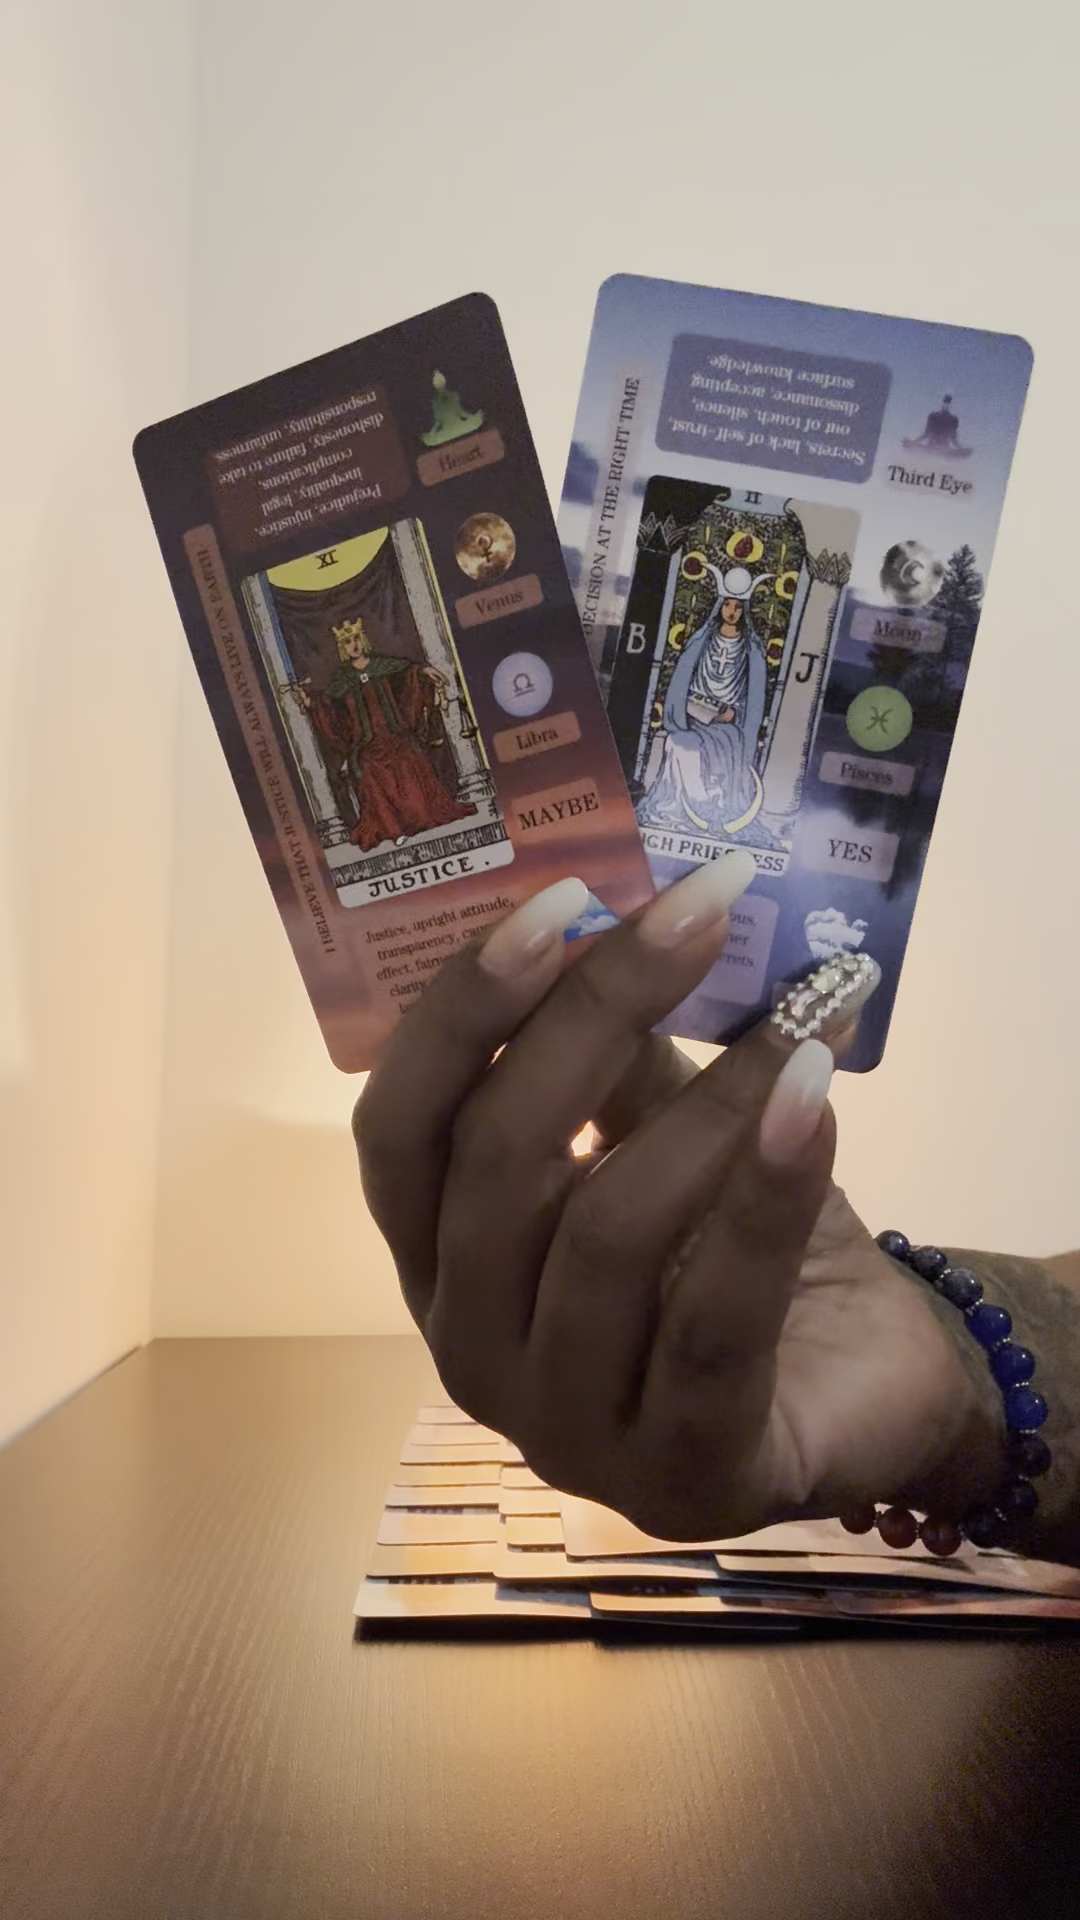 Prejudice, injustice,
inequality, legal
complications,
dishonesty, failure to take
responsibility, unfairness
Heart
I BELIEVE THAT JUSTICE WILL ALWAYS LIVE ON EARTH
XI
Venus
Libra
MAYBE
JUSTICE.
Justice, upright attitude,
transparency,
effect,
clarity
Secrets, lack of self-trust,
out of touch, silence,
dissonance, accepting
surface knowledge.
Third Eye
DECISION AT THE RIGHT TIME
II
B
J
Moon
Pisces
YES